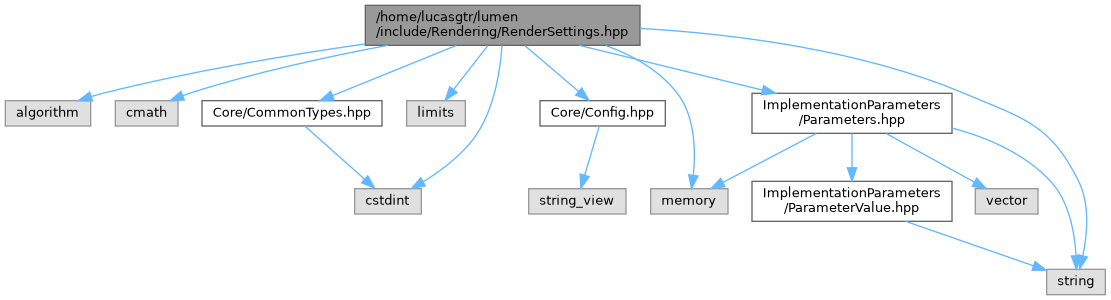 /home/lucasgtr/lumen
/include/Rendering/RenderSettings.hpp
algorithm
cmath
Core/CommonTypes.hpp
limits
Core/Config.hpp
ImplementationParameters
/Parameters.hpp
cstdint
string_view
memory
ImplementationParameters
/ParameterValue.hpp
vector
string